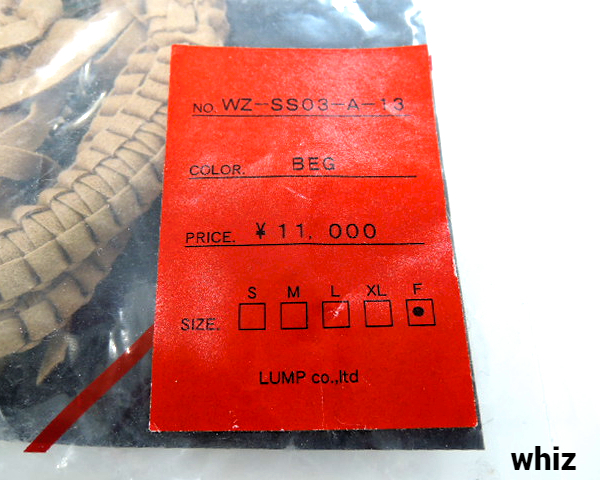 NO. WZ-SS03-A-13
COLOR. BEG
PRICE. ¥11,000
S M L XL F
SIZE.
LUMP co.,ltd
whiz